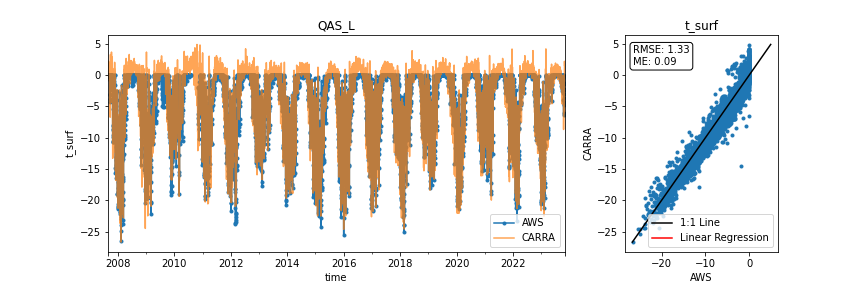 QAS_L
t_surf
5
0
−5
−10
−15
−20
−25
2008
2010
2012
2014
2016
2018
2020
2022
time
AWS
CARRA
t_surf
RMSE: 1.33
ME: 0.09
CARRA
5
0
−5
−10
−15
−20
−25
−20
−10
0
AWS
1:1 Line
Linear Regression